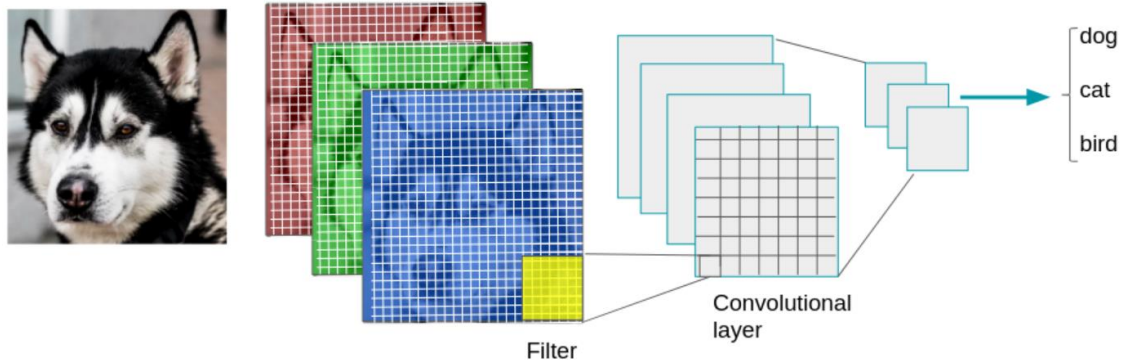 dog
cat
bird
Convolutional
layer
Filter